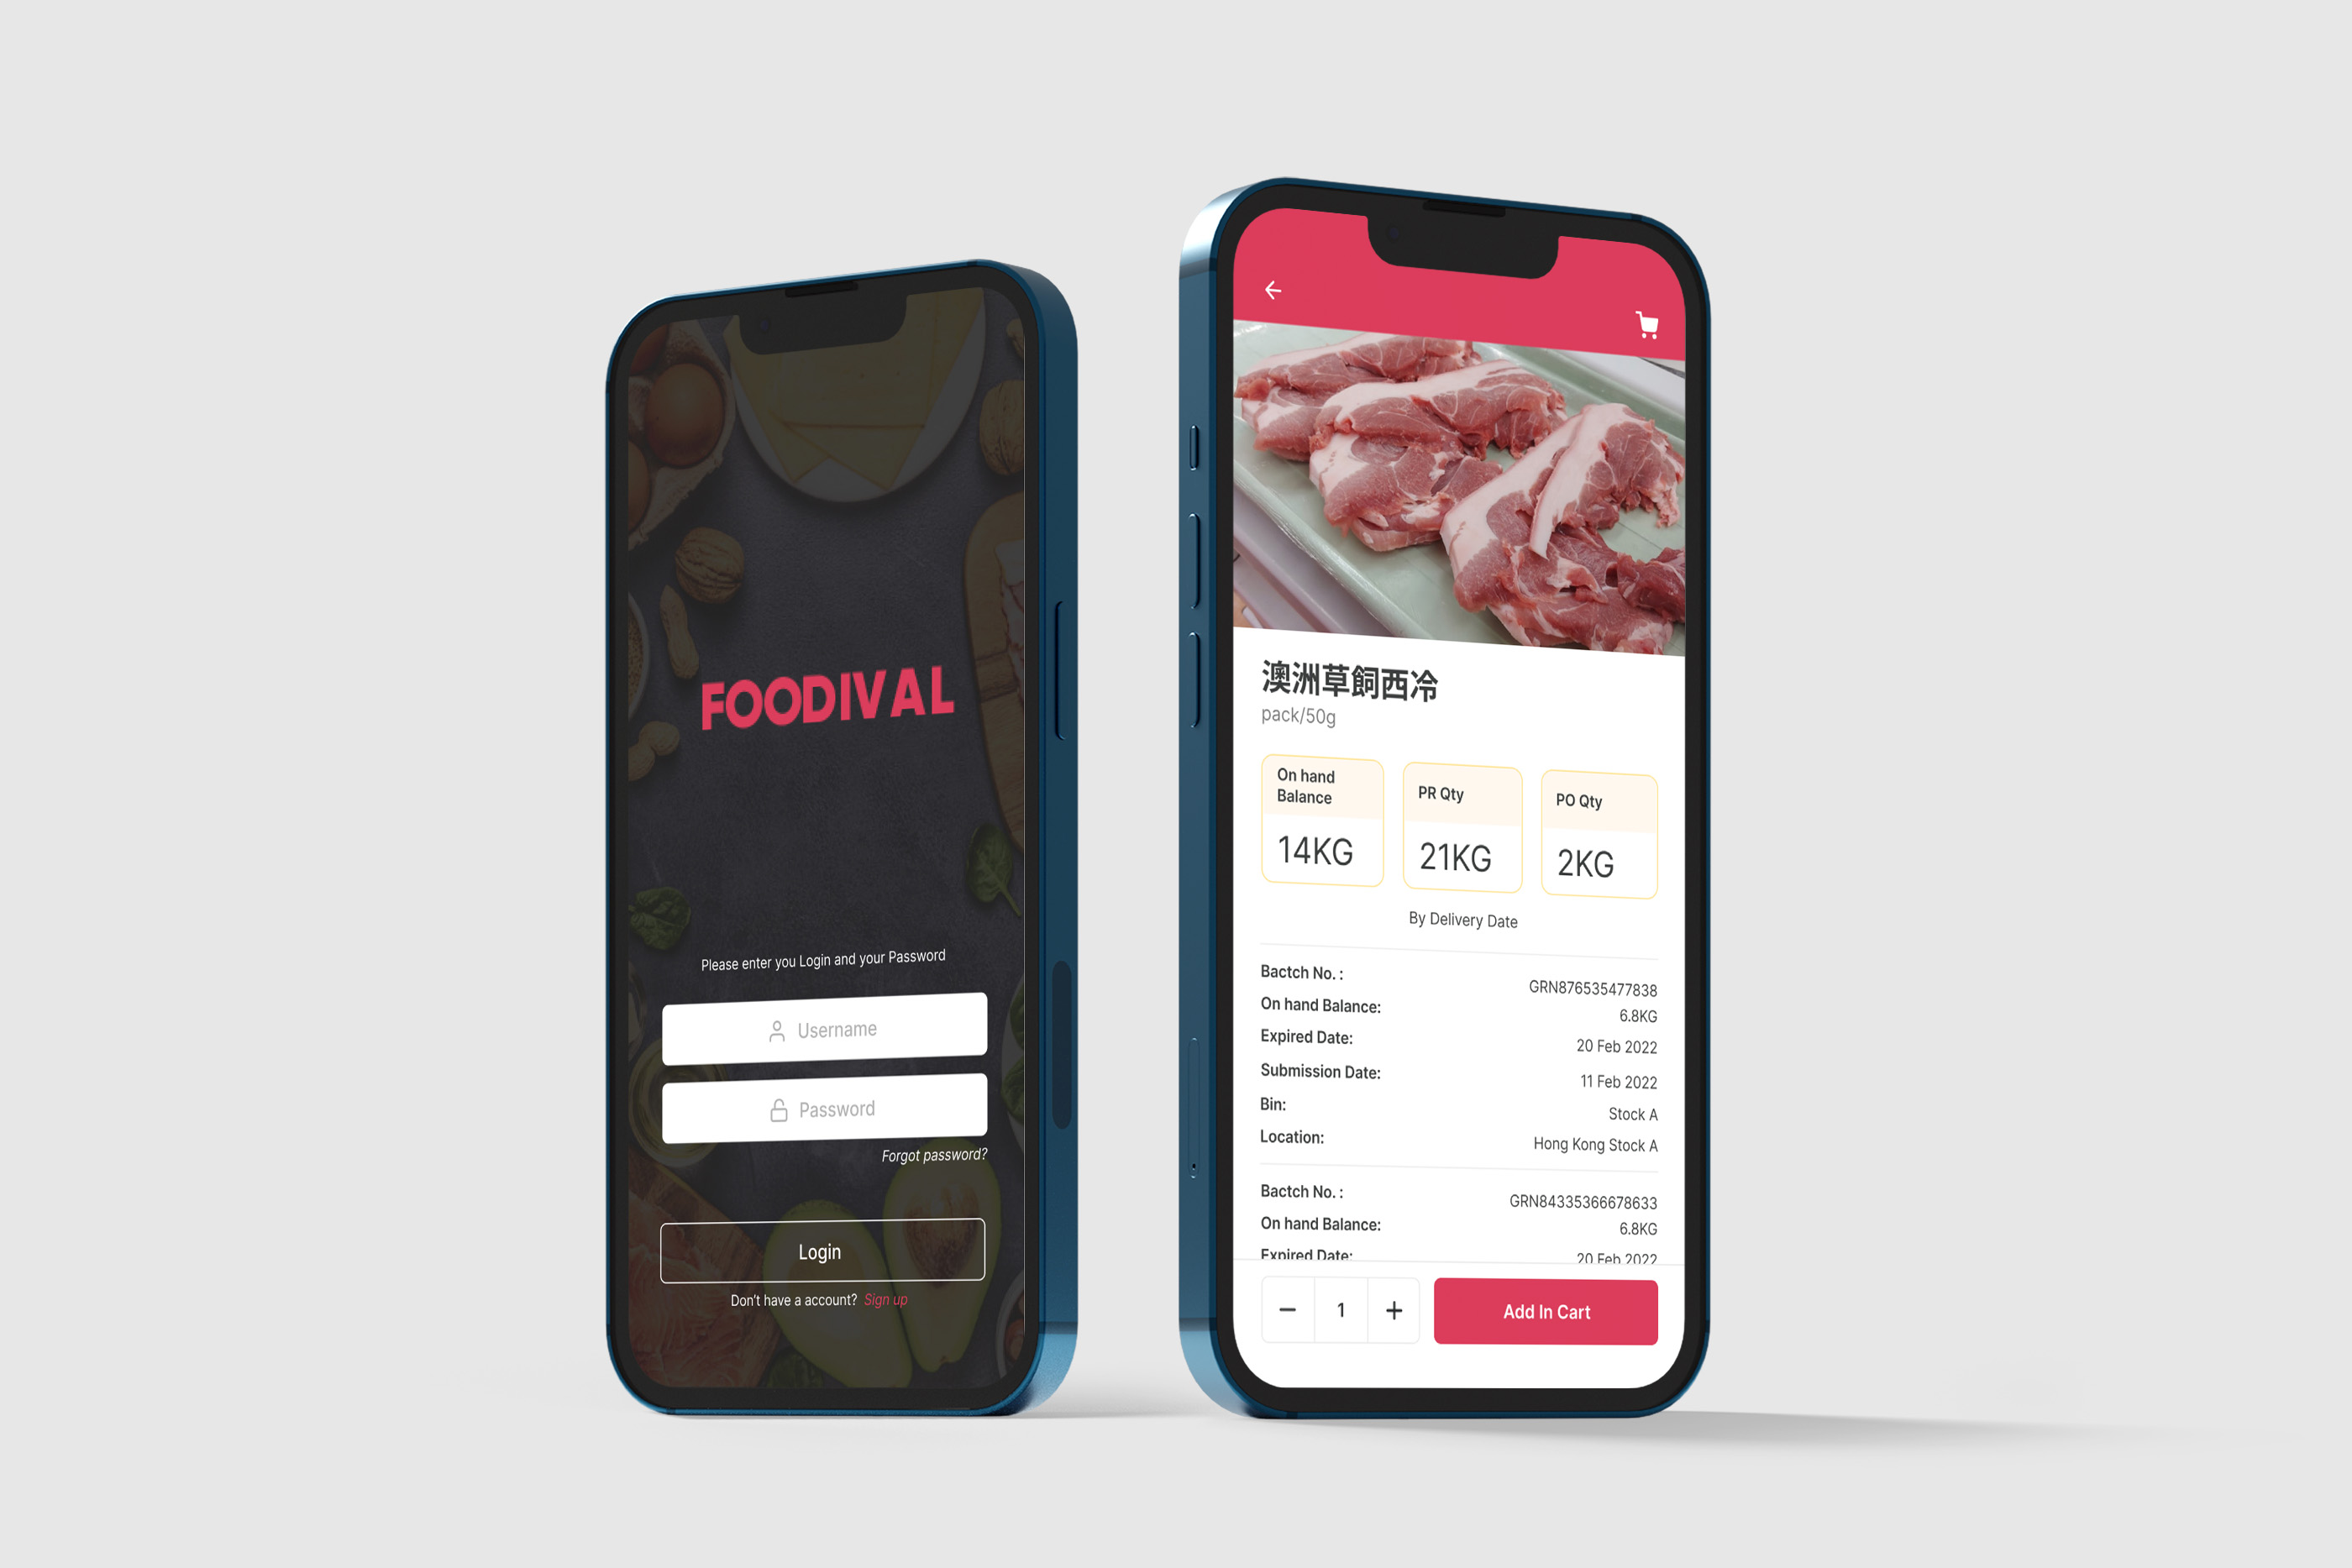 FOODIVAL
Please enter you Login and your Password
Username
Password
Forgot password?
Login
Don't have a account? Sign up
澳洲草飼西冷
pack/50g
On hand
Balance
14KG
PR Qty
21KG
PO Qty
2KG
By Delivery Date
Bactch No. : GRN876535477838
On hand Balance: 6.8KG
Expired Date: 20 Feb 2022
Submission Date: 11 Feb 2022
Bin: Stock A
Location: Hong Kong Stock A
Bactch No. : GRN84335366678633
On hand Balance: 6.8KG
Expired Date: 20 Feb 2022
1
Add In Cart